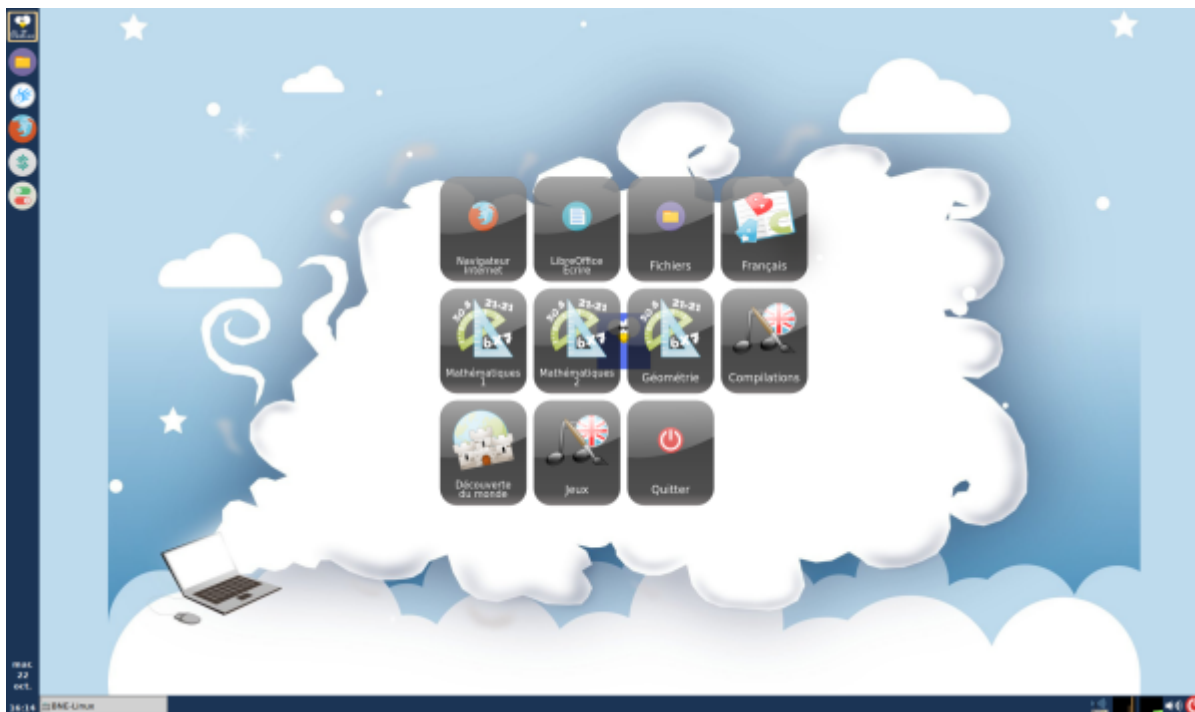 Navigateur
Internet
LibreOffice
Ecrire
Fichiers
Français
Mathématiques
1
Mathématiques
2
Géométrie
Compilations
Découverte
du monde
Jeux
Quitter
mar.
22
oct.
16:14
BNE-Linux